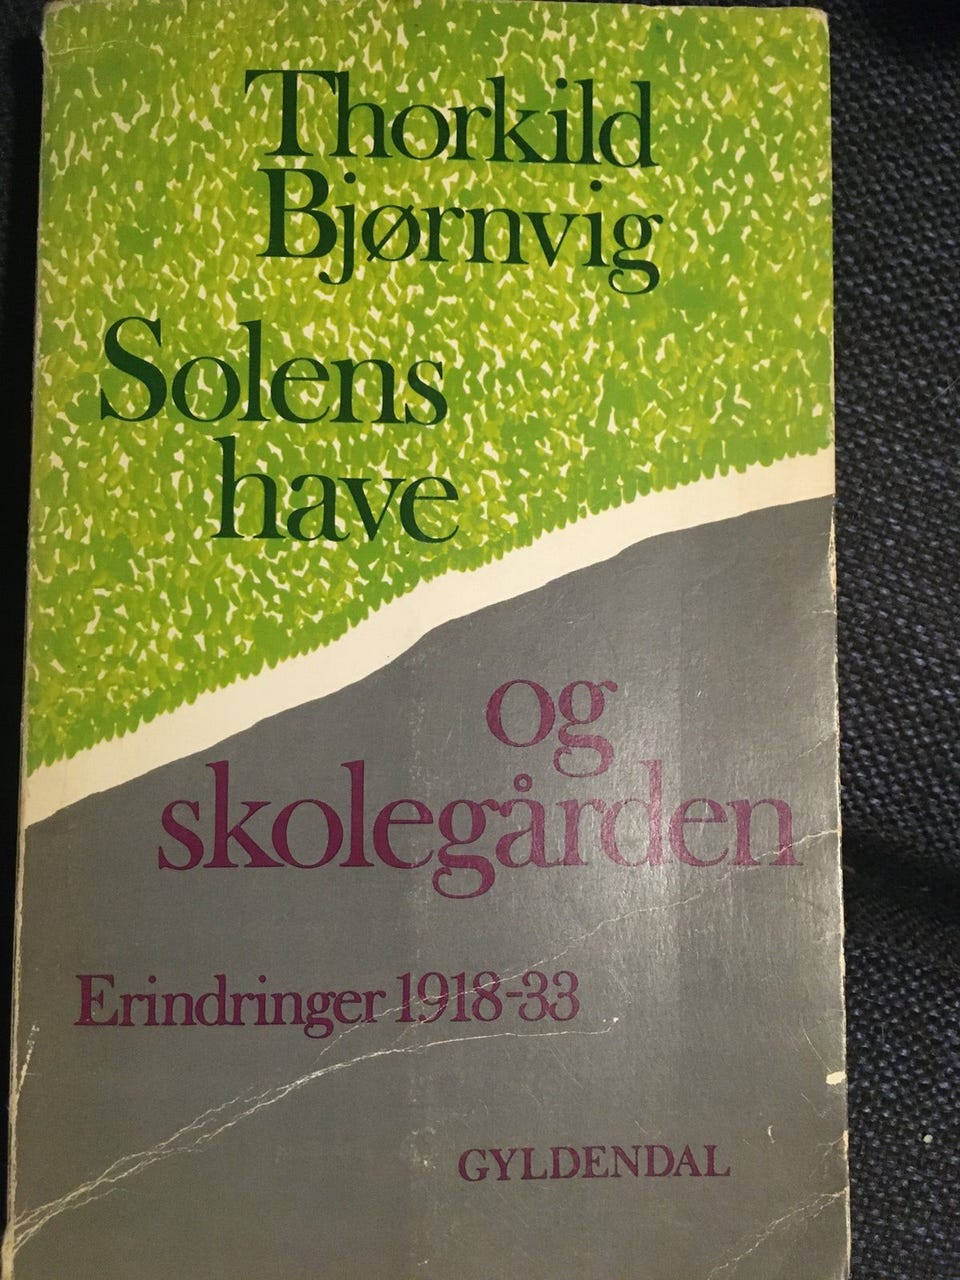 Thorkild
Bjørnvig
Solens
have
og
skolegården
Erindringer 1918-33
GYLDENDAL